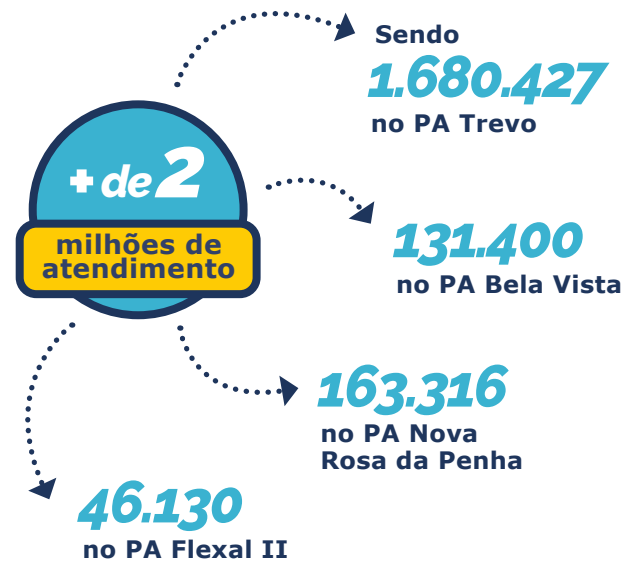 + de 2
milhões de
atendimento
Sendo
1.680.427
no PA Trevo
131.400
no PA Bela Vista
163.316
no PA Nova
Rosa da Penha
46.130
no PA Flexal II